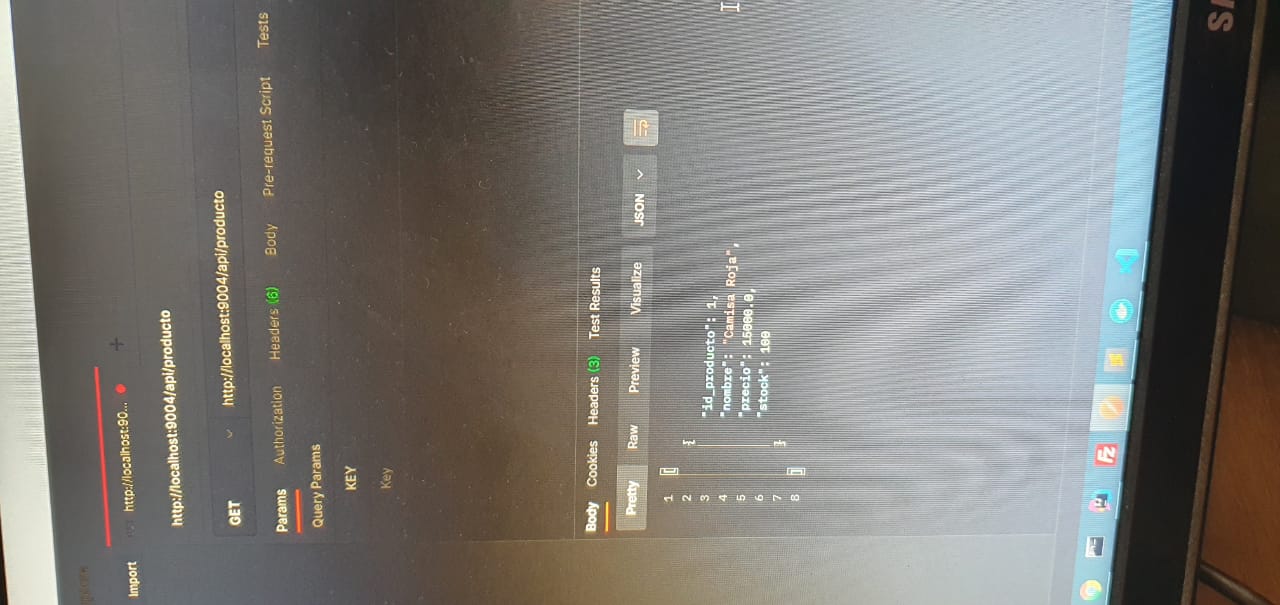 Import
http://localhost:90...
+
http://localhost:9004/api/producto
GET
http://localhost:9004/api/producto
Params Authorization Headers (6) Body Pre-request Script Tests
Query Params
KEY
Key
Body Cookies Headers (3) Test Results
Pretty Raw Preview Visualize JSON
1 [
2 {
3 "id_producto": 1,
4 "nombre": "Camisa Roja",
5 "precio": 15000.0,
6 "stock": 100
7 }
8 ]
Fz
SA